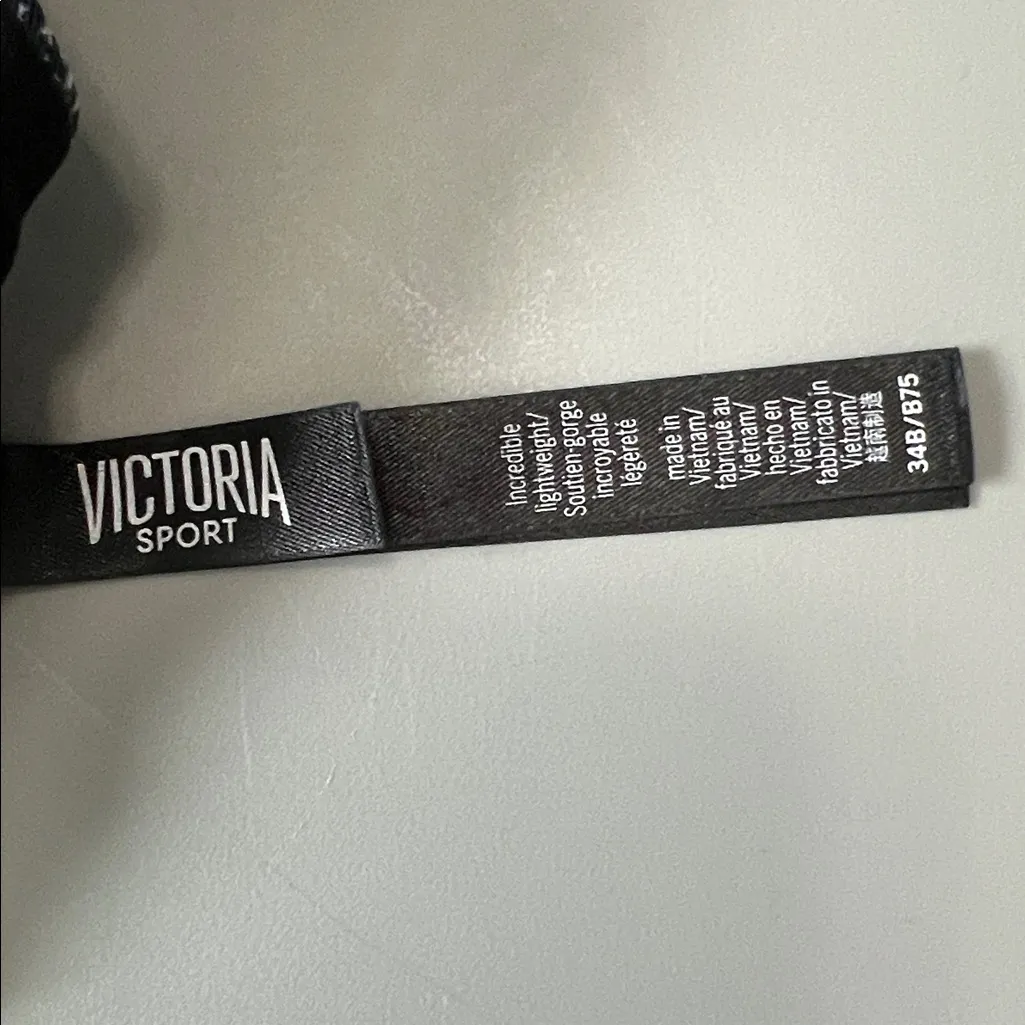 VICTORIA
SPORT
Incredible
lightweight/
Soutien-gorge
incroyable
légereté
made in
Vietnam/
fabriqué au
Vietnam/
hecho en
Vietnam/
fabbricato in
Vietnam/
越南制造
34B/B75